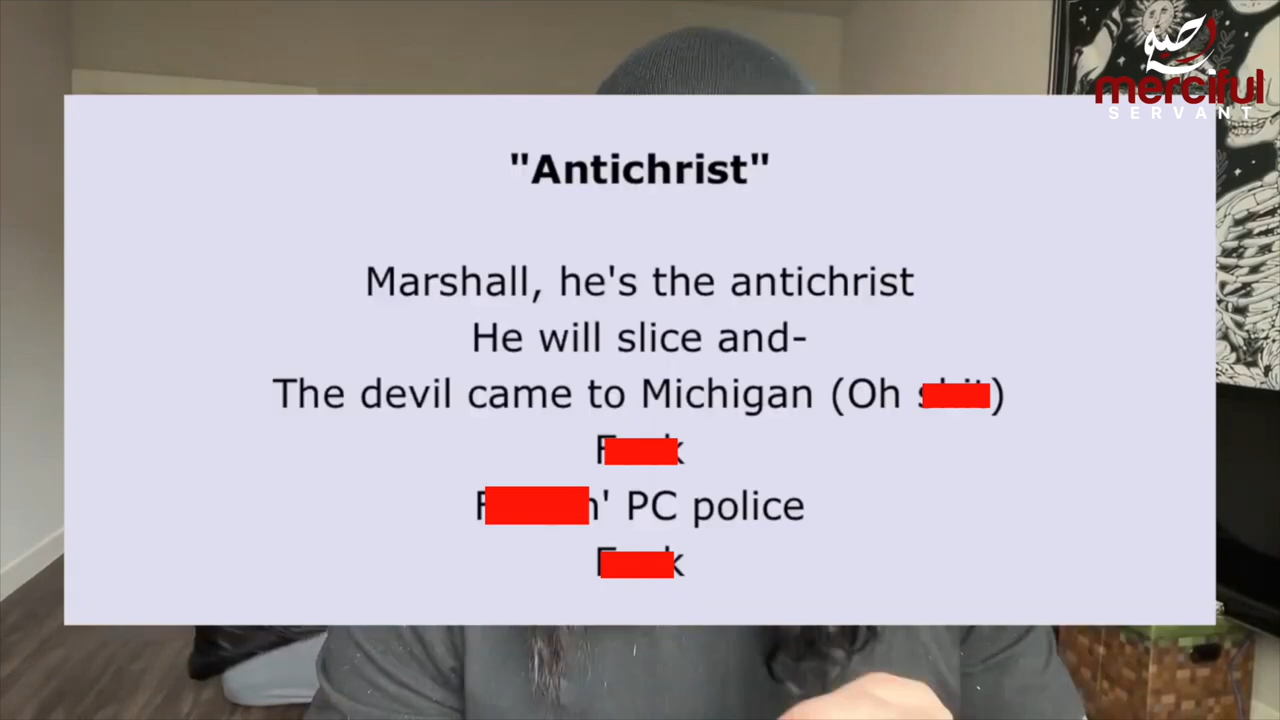 merciful
SERVANT
"Antichrist"
Marshall, he's the antichrist
He will slice and-
The devil came to Michigan (Oh s

)
F k
F n' PC police
F k